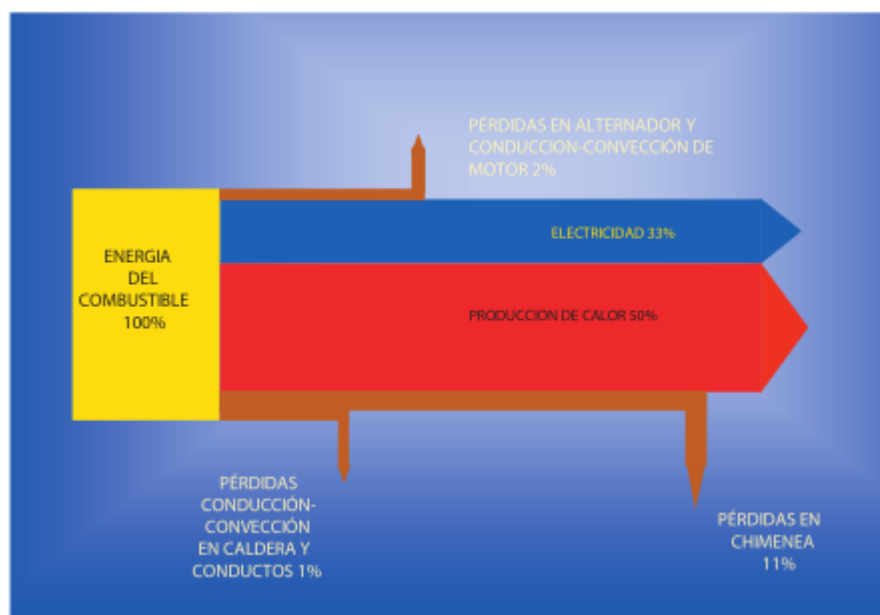 PÉRDIDAS EN ALTERNADOR Y
CONDUCCION-CONVECCIÓN DE
MOTOR 2%
ELECTRICIDAD 33%
ENERGIA
DEL
COMBUSTIBLE
100%
PRODUCCION DE CALOR 50%
PÉRDIDAS
CONDUCCIÓN-
CONVECCIÓN
EN CALDERA Y
CONDUCTOS 1%
PÉRDIDAS EN
CHIMENEA
11%